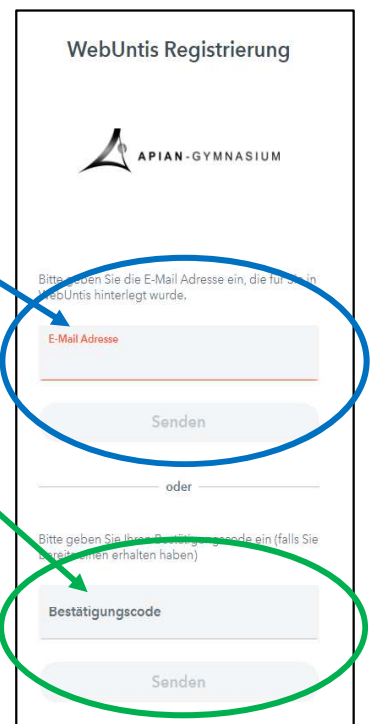 WebUntis Registrierung
APIAN-GYMNASIUM
Bitte geben Sie die E-Mail Adresse ein, die für Sie in
WebUntis hinterlegt wurde.
E-Mail Adresse
Senden
oder
Bitte geben Sie Ihren Bestätigungscode ein (falls Sie
bereits einen erhalten haben)
Bestätigungscode
Senden